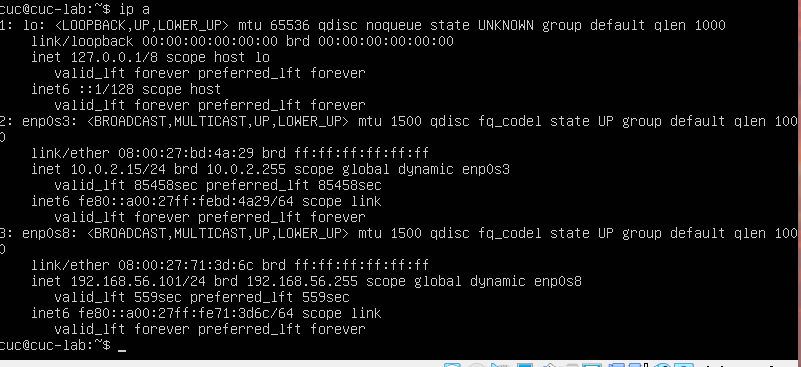 cuc@cuc-lab:~$ ip a
1: lo: <LOOPBACK,UP,LOWER_UP> mtu 65536 qdisc noqueue state UNKNOWN group default qlen 1000
    link/loopback 00:00:00:00:00:00 brd 00:00:00:00:00:00
    inet 127.0.0.1/8 scope host lo
       valid_lft forever preferred_lft forever
    inet6 ::1/128 scope host
       valid_lft forever preferred_lft forever
2: enp0s3: <BROADCAST,MULTICAST,UP,LOWER_UP> mtu 1500 qdisc fq_codel state UP group default qlen 100
0
    link/ether 08:00:27:bd:4a:29 brd ff:ff:ff:ff:ff:ff
    inet 10.0.2.15/24 brd 10.0.2.255 scope global dynamic enp0s3
       valid_lft 85458sec preferred_lft 85458sec
    inet6 fe80::a00:27ff:febd:4a29/64 scope link
       valid_lft forever preferred_lft forever
3: enp0s8: <BROADCAST,MULTICAST,UP,LOWER_UP> mtu 1500 qdisc fq_codel state UP group default qlen 100
0
    link/ether 08:00:27:71:3d:6c brd ff:ff:ff:ff:ff:ff
    inet 192.168.56.101/24 brd 192.168.56.255 scope global dynamic enp0s8
       valid_lft 559sec preferred_lft 559sec
    inet6 fe80::a00:27ff:fe71:3d6c/64 scope link
       valid_lft forever preferred_lft forever
cuc@cuc-lab:~$ _